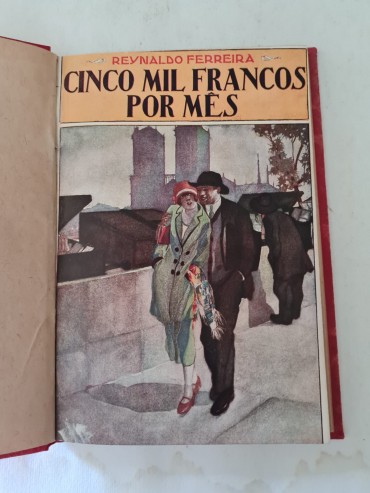 REYNALDO FERREIRA
CINCO MIL FRANCOS
POR MÊS